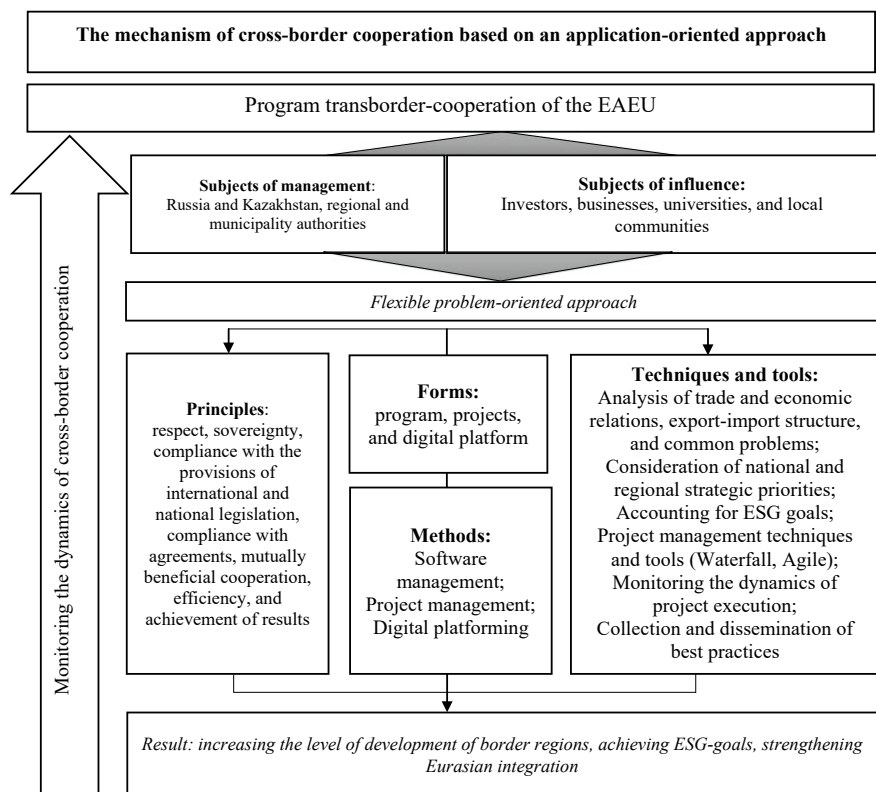 The mechanism of cross-border cooperation based on an application-oriented approach
Program transborder-cooperation of the EAEU
Monitoring the dynamics of cross-border cooperation
Subjects of management:
Russia and Kazakhstan, regional and
municipality authorities
Subjects of influence:
Investors, businesses, universities, and local
communities
Flexible problem-oriented approach
Principles:
respect, sovereignty,
compliance with the
provisions of
international and
national legislation,
compliance with
agreements, mutually
beneficial cooperation,
efficiency, and
achievement of results
Forms:
program, projects,
and digital platform
Methods:
Software
management;
Project management;
Digital platforming
Techniques and tools:
Analysis of trade and economic
relations, export-import structure,
and common problems;
Consideration of national and
regional strategic priorities;
Accounting for ESG goals;
Project management techniques
and tools (Waterfall, Agile);
Monitoring the dynamics of
project execution;
Collection and dissemination of
best practices
Result: increasing the level of development of border regions, achieving ESG-goals, strengthening
Eurasian integration